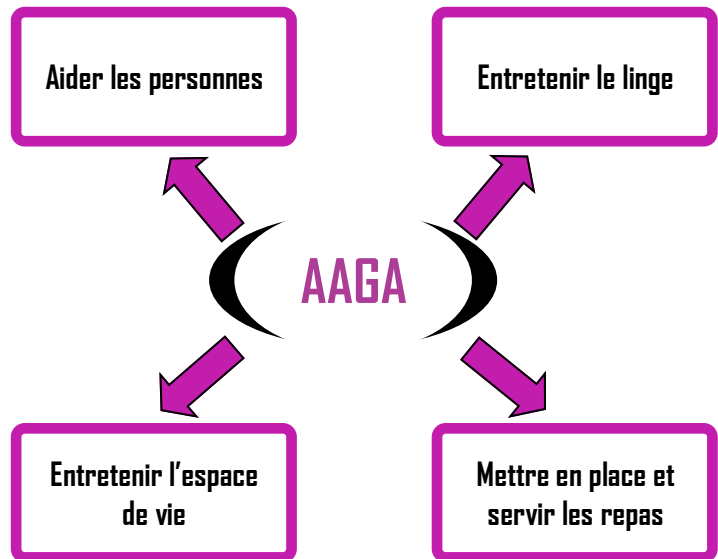 Aider les personnes
Entretenir le linge
AAGA
Entretenir l'espace
de vie
Mettre en place et
servir les repas